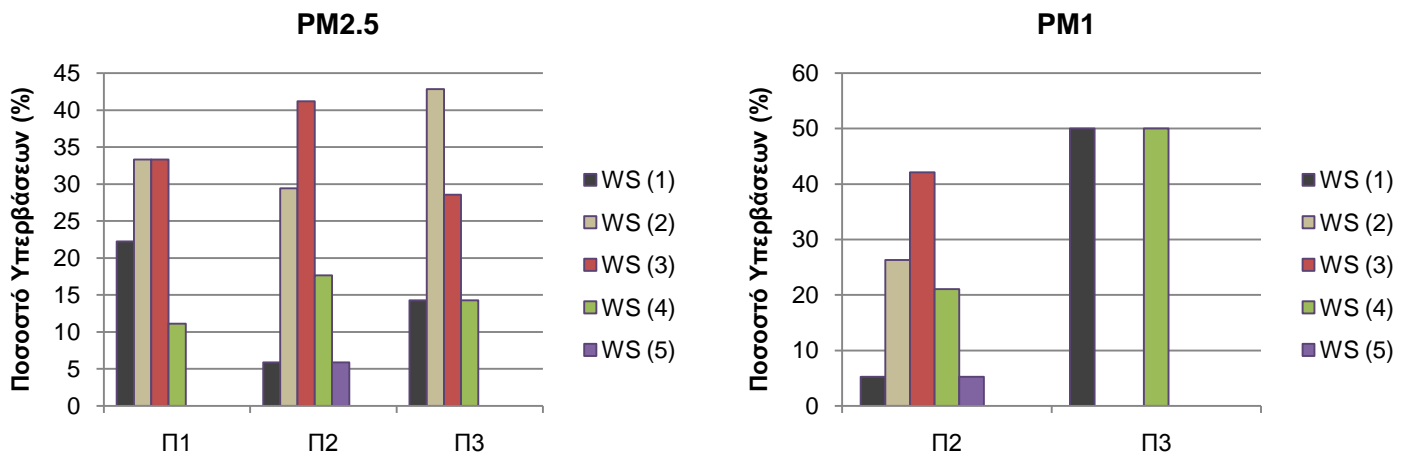 PM2.5
Ποσοστό Υπερβάσεων (%)
45
40
35
30
25
20
15
10
5
0
Π1 Π2 Π3
WS (1)
WS (2)
WS (3)
WS (4)
WS (5)
PM1
Ποσοστό Υπερβάσεων (%)
60
50
40
30
20
10
0
Π2 Π3
WS (1)
WS (2)
WS (3)
WS (4)
WS (5)